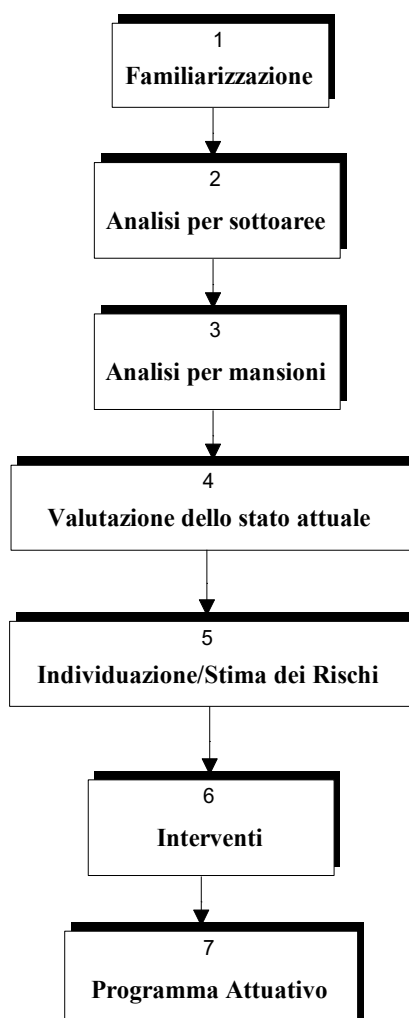 1
Familiarizzazione
2
Analisi per sottoaree
3
Analisi per mansioni
4
Valutazione dello stato attuale
5
Individuazione/Stima dei Rischi
6
Interventi
7
Programma Attuativo